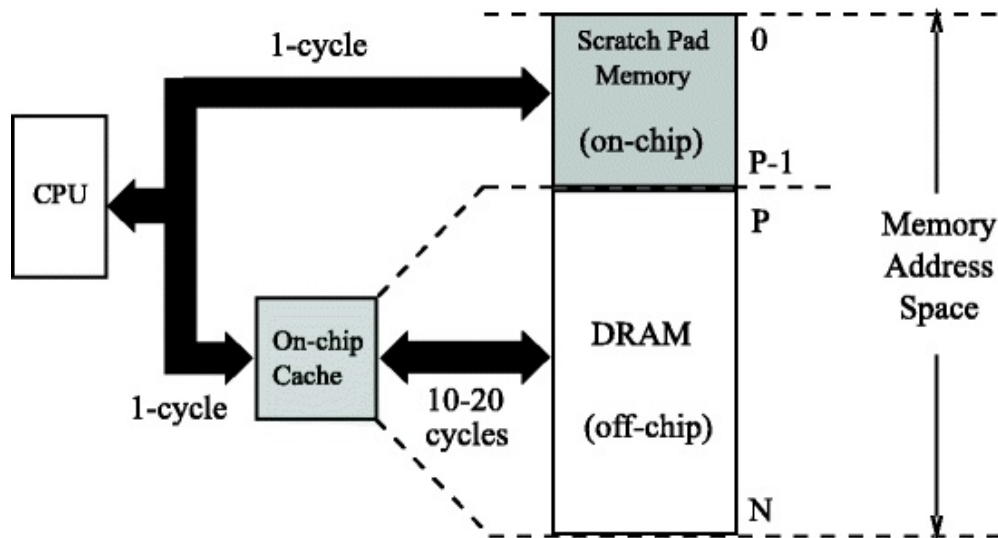 1-cycle
Scratch Pad
Memory
(on-chip)
0
P-1
CPU
P
Memory
Address
Space
On-chip
Cache
DRAM
1-cycle
10-20
cycles
(off-chip)
N